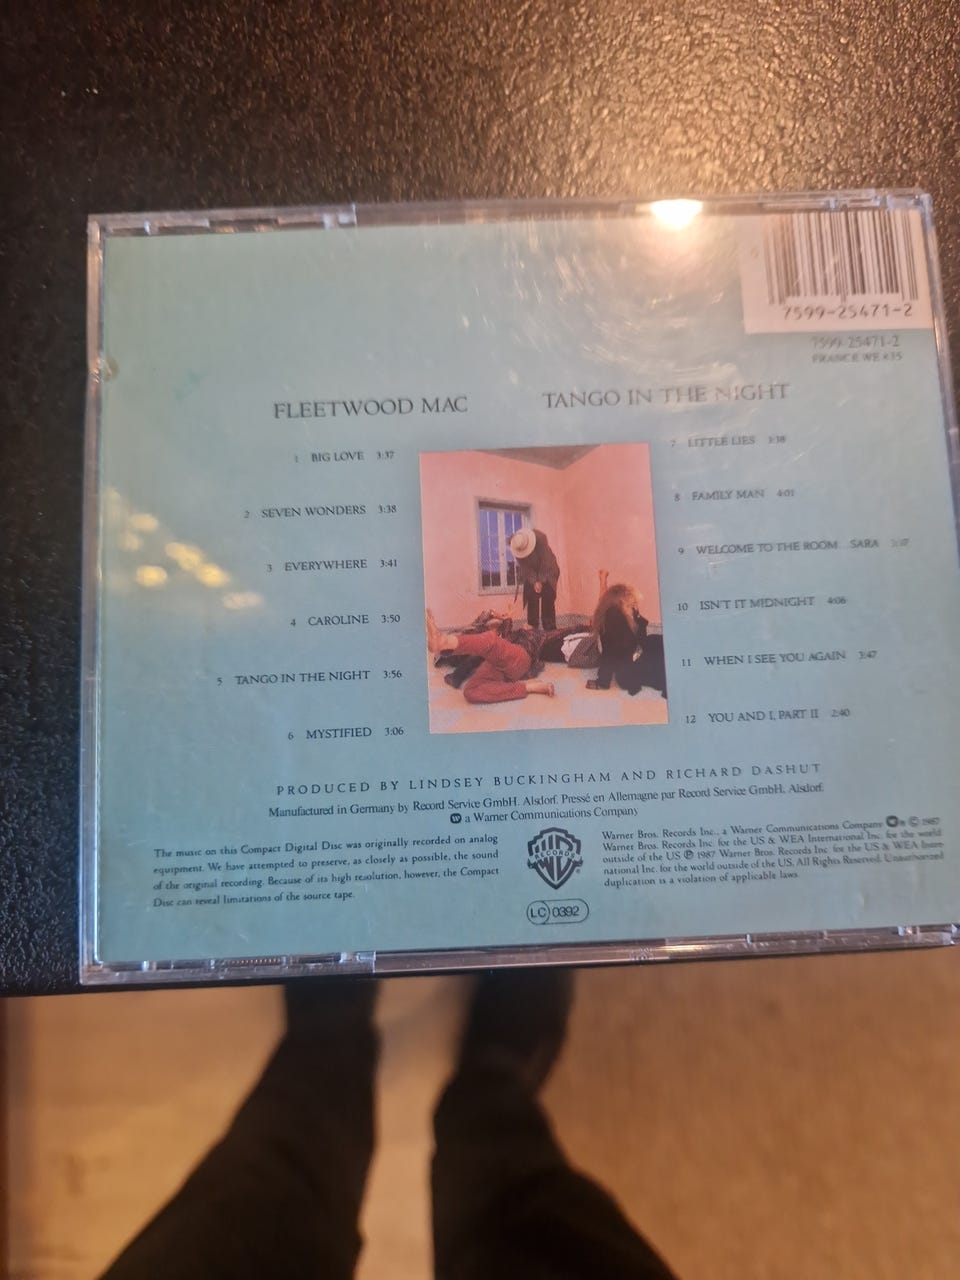 7599-25471-2
7599-25471-2
FRANCE WE 835
FLEETWOOD MAC TANGO IN THE NIGHT
1 BIG LOVE 3:37
2 SEVEN WONDERS 3:38
3 EVERYWHERE 3:41
4 CAROLINE 3:50
5 TANGO IN THE NIGHT 3:56
6 MYSTIFIED 3:06
7 LITTLE LIES 3:38
8 FAMILY MAN 4:01
9 WELCOME TO THE ROOM...SARA
10 ISN'T IT MIDNIGHT 4:06
11 WHEN I SEE YOU AGAIN 3:47
12 YOU AND I, PART II 2:40
PRODUCED BY LINDSEY BUCKINGHAM AND RICHARD DASHUT
Manufactured in Germany by Record Service GmbH. Alsdorf. Pressé en Allemagne par Record Service GmbH. Alsdorf.
a Warner Communications Company
The music on this Compact Digital Disc was originally recorded on analog
equipment. We have attempted to preserve, as closely as possible, the sound
of the original recording. Because of its high resolution, however, the Compact
Disc can reveal limitations of the source tape.
WB
RECORDS
LC 0392
Warner Bros. Records Inc., a Warner Communications Company ℗ © 1987
Warner Bros. Records Inc. for the US & WEA International Inc. for the world
outside of the US ℗ 1987 Warner Bros. Records Inc. for the US & WEA Inter-
national Inc. for the world outside of the US. All Rights Reserved. Unauthorized
duplication is a violation of applicable laws.